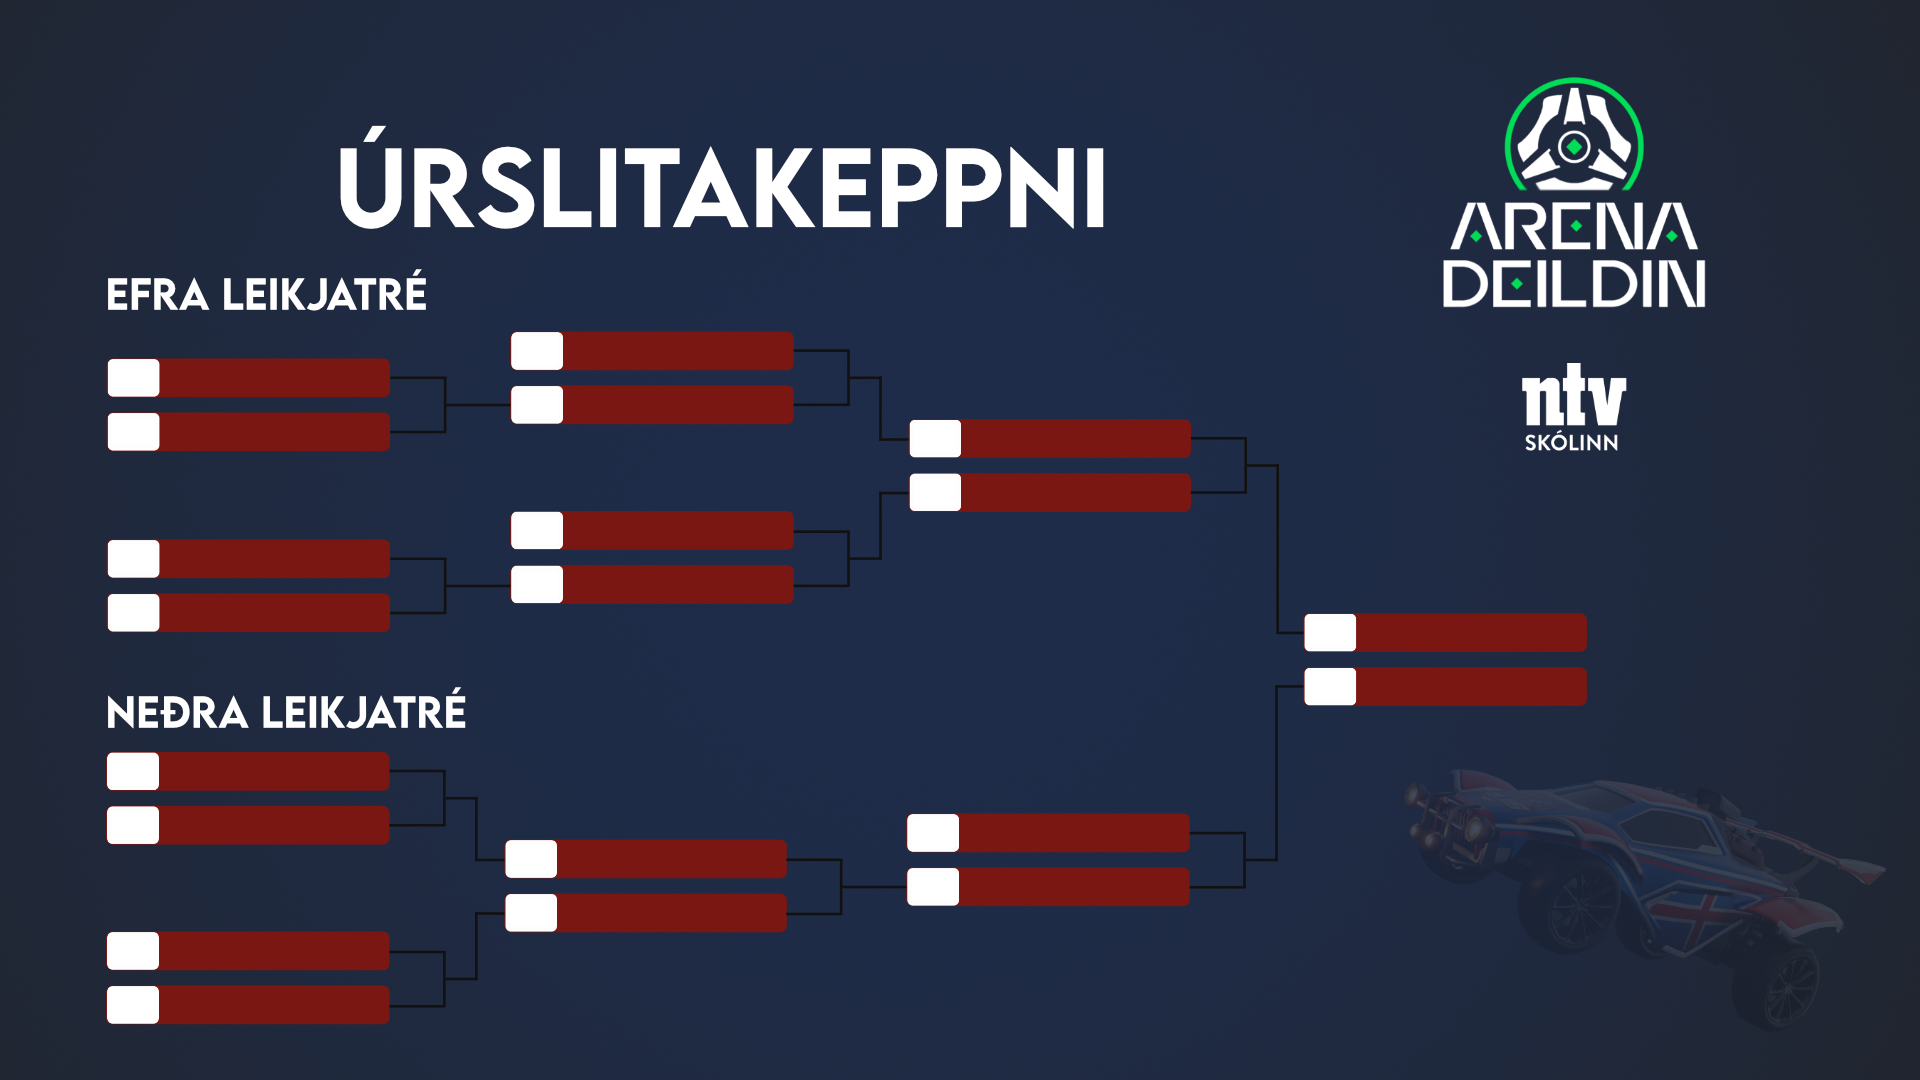 ÚRSLITAKEPPNI
ARENA
DEILDIN
EFRA LEIKJATRÉ
ntv
SKÓLINN
NEÐRA LEIKJATRÉ